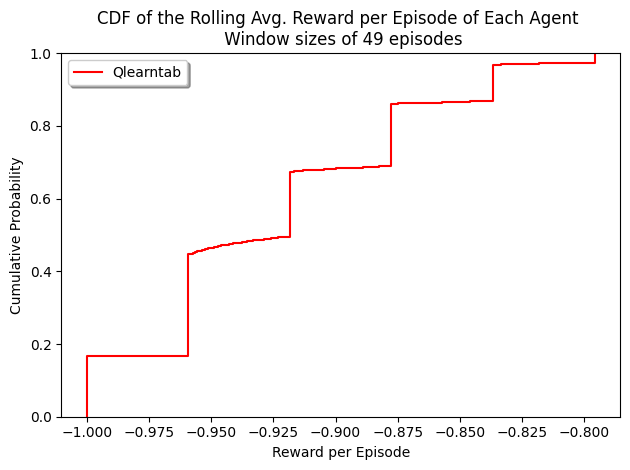 CDF of the Rolling Avg. Reward per Episode of Each Agent
Window sizes of 49 episodes
Qlearntab
Cumulative Probability
1.0
0.8
0.6
0.4
0.2
0.0
−1.000 −0.975 −0.950 −0.925 −0.900 −0.875 −0.850 −0.825 −0.800
Reward per Episode